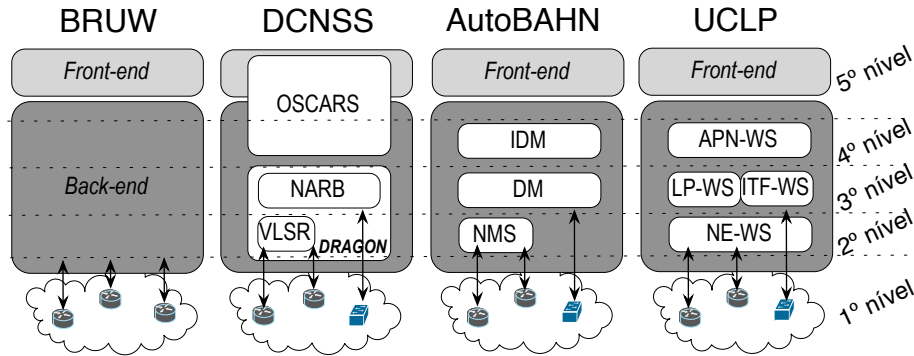 BRUW
DCNSS
AutoBAHN
UCLP
Front-end
Front-end
Front-end
5º nível
OSCARS
IDM
APN-WS
4º nível
Back-end
NARB
DM
LP-WS
ITF-WS
3º nível
VLSR
DRAGON
NMS
NE-WS
2º nível
1º nível